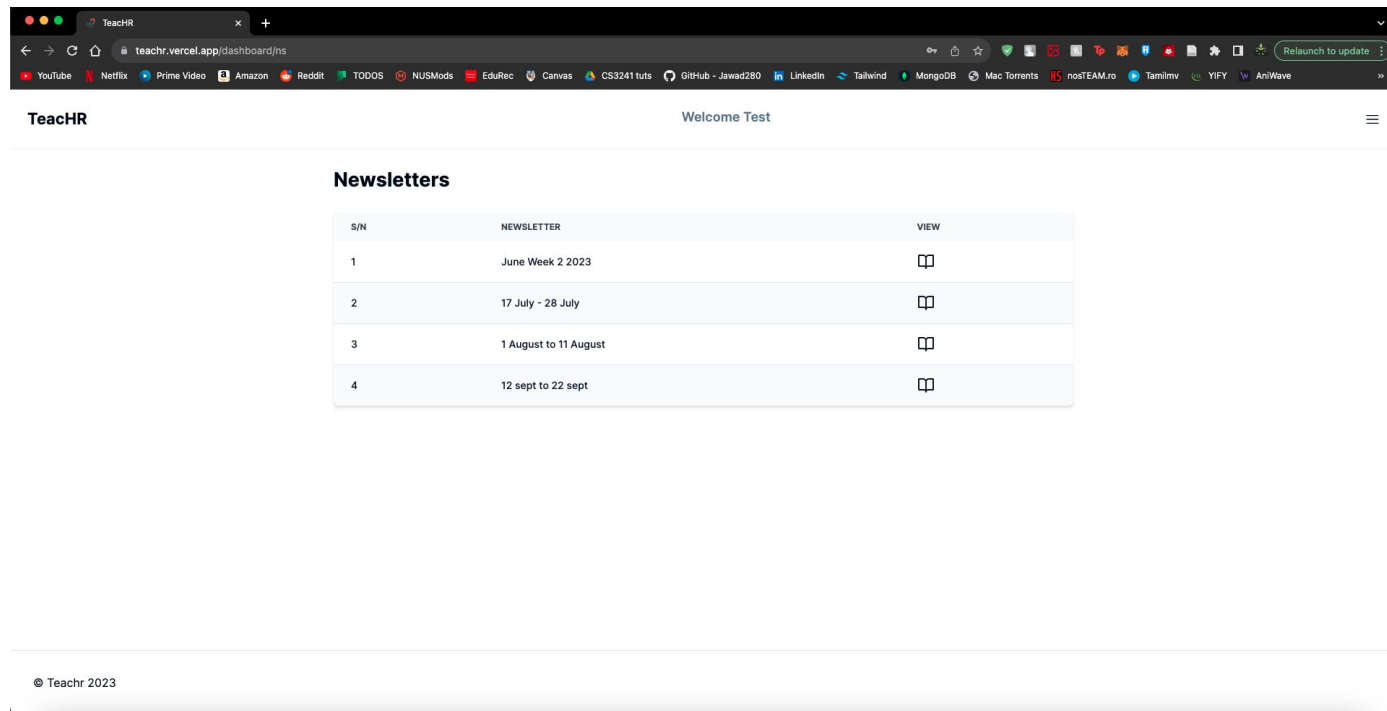 TeacHR
teachr.vercel.app/dashboard/ns
Relaunch to update
YouTube Netflix Prime Video Amazon Reddit TODOS NUSMods EduRec Canvas CS3241 tuts GitHub - Jawad280 LinkedIn Tailwind MongoDB Mac Torrents nosTEAM.ro Tamilmv YIFY AniWave »
TeacHR Welcome Test
Newsletters
S/N NEWSLETTER VIEW
1 June Week 2 2023
2 17 July - 28 July
3 1 August to 11 August
4 12 sept to 22 sept
© Teachr 2023